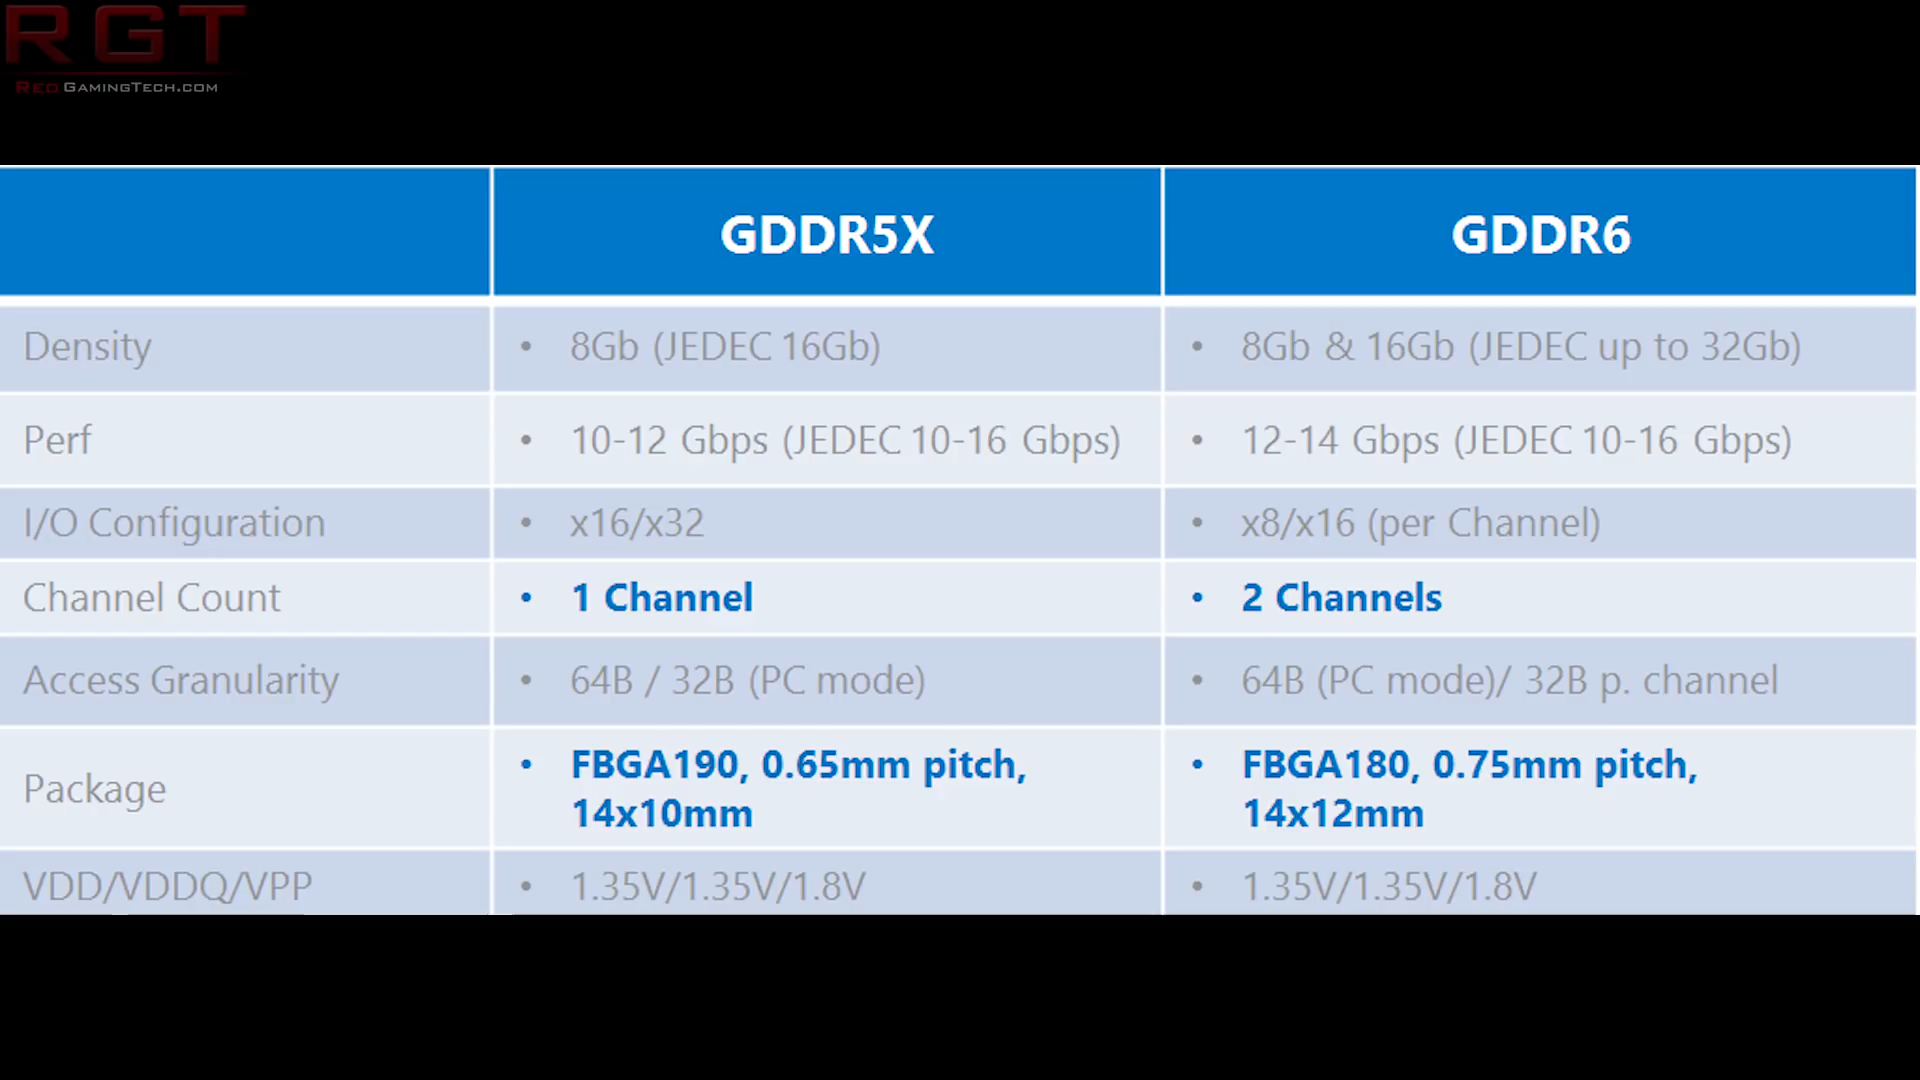 RGT
RedGamingTech.com
GDDR5X GDDR6
Density • 8Gb (JEDEC 16Gb) • 8Gb & 16Gb (JEDEC up to 32Gb)
Perf • 10-12 Gbps (JEDEC 10-16 Gbps) • 12-14 Gbps (JEDEC 10-16 Gbps)
I/O Configuration • x16/x32 • x8/x16 (per Channel)
Channel Count • 1 Channel • 2 Channels
Access Granularity • 64B / 32B (PC mode) • 64B (PC mode)/ 32B p. channel
Package • FBGA190, 0.65mm pitch, • FBGA180, 0.75mm pitch,
14x10mm 14x12mm
VDD/VDDQ/VPP • 1.35V/1.35V/1.8V • 1.35V/1.35V/1.8V